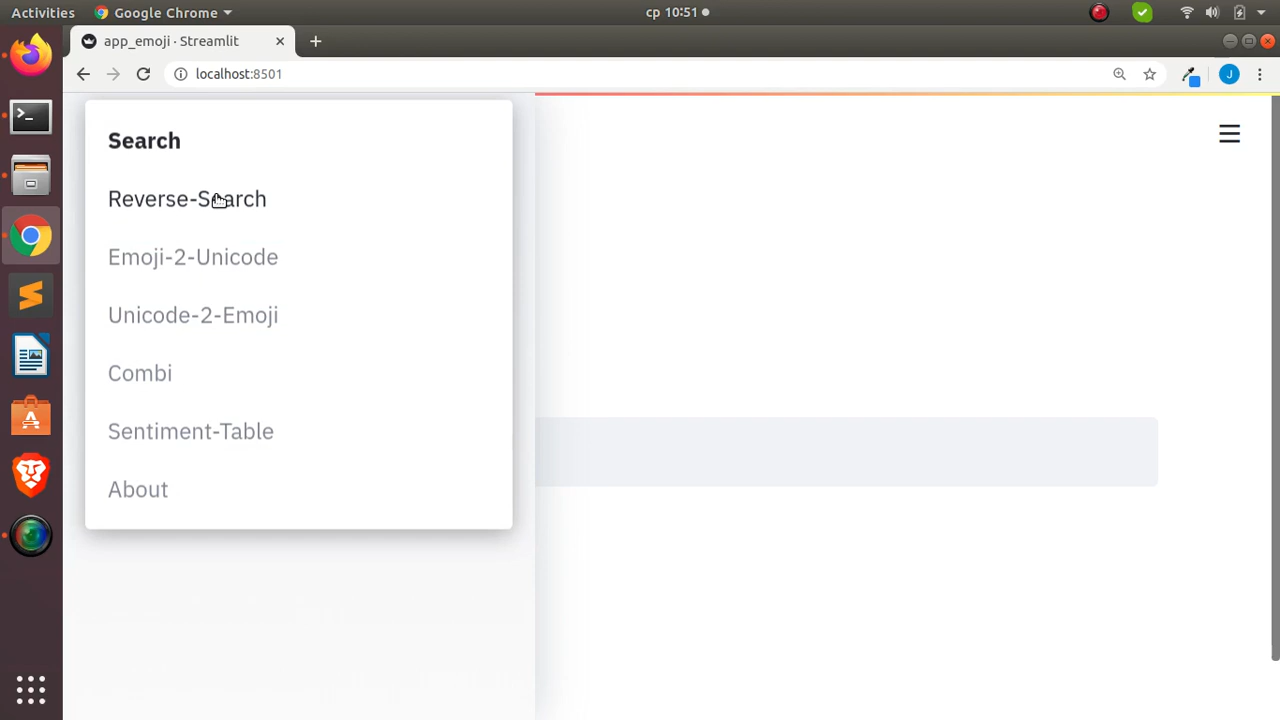 Activities Google Chrome ср 10:51
app_emoji · Streamlit
localhost:8501 J
Search
Reverse-Search
Emoji-2-Unicode
Unicode-2-Emoji
Combi
Sentiment-Table
About